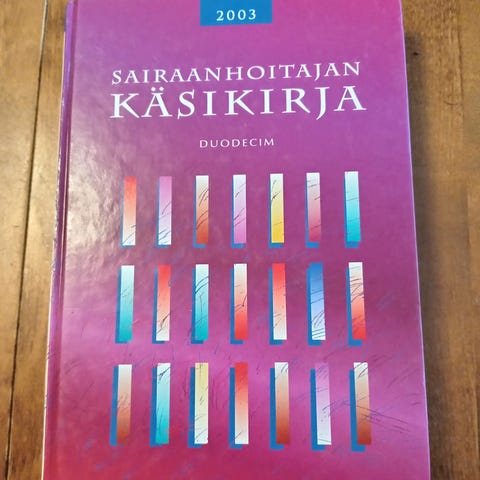 2003
SAIRAANHOITAJAN
KÄSIKIRJA
DUODECIM